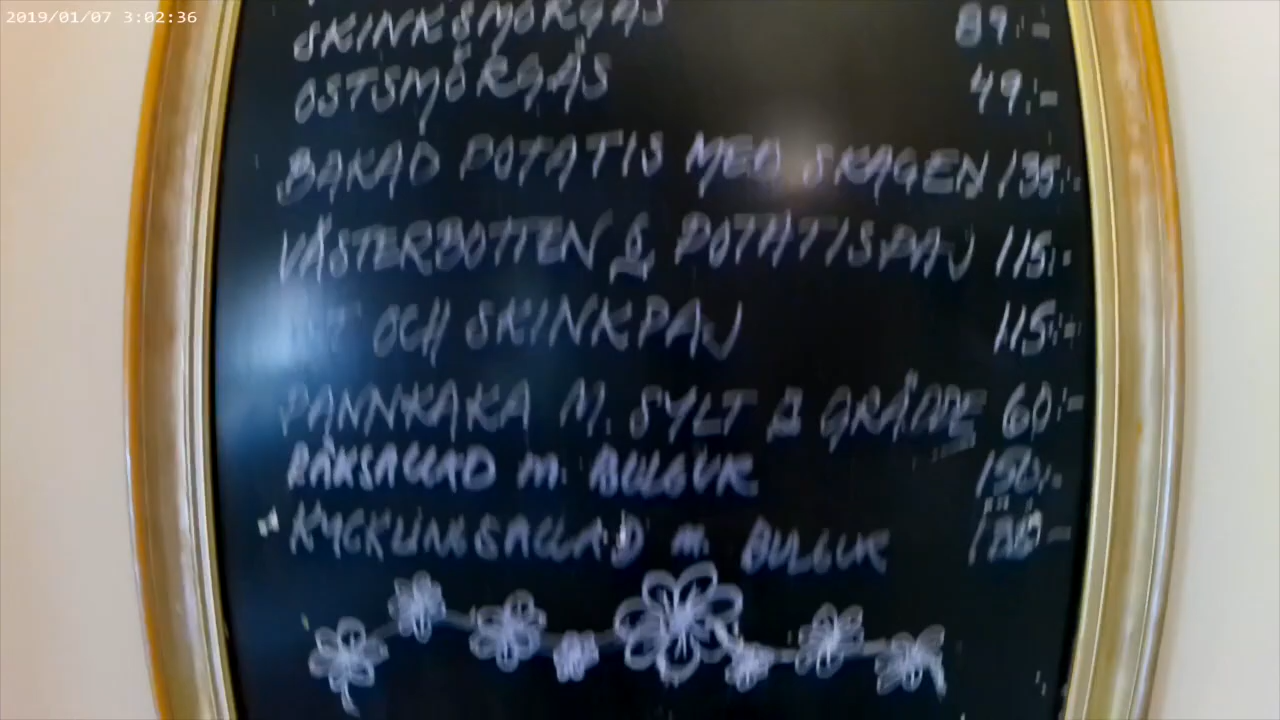 2019/01/07 3:02:36
SKINKSMÖRGÅS 89:-
OSTSMÖRGÅS 49:-
BAKAD POTATIS MED SKAGEN 135:-
VÄSTERBOTTEN & POTATISPAJ 115:-
OCH SKINKPAJ 115:-
PANNKAKA M. SYLT & GRÄDDE 60:-
RÄKSALLAD m. BULGUR 150:-
KYCKLINGSALLAD m. BULGUR